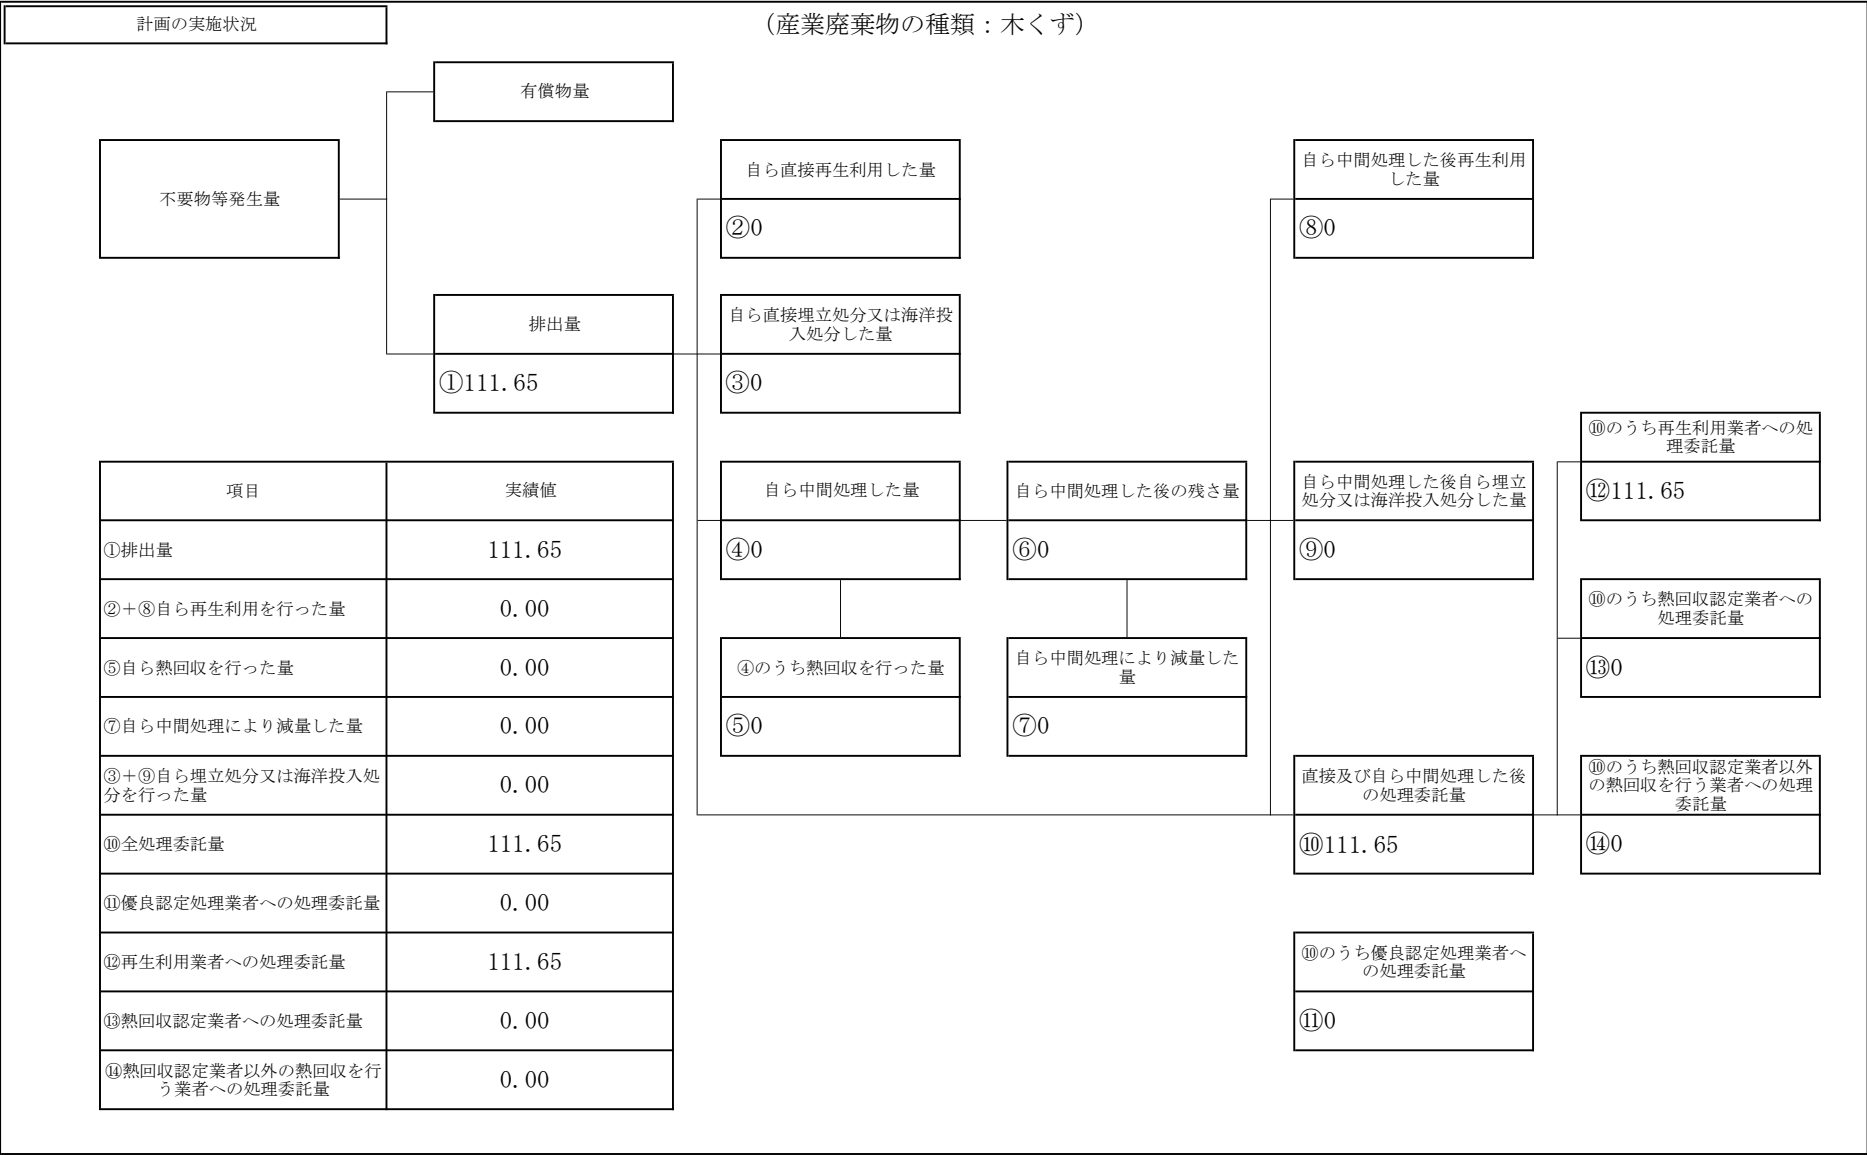 計画の実施状況
(産業廃棄物の種類：木くず)
有償物量
不要物等発生量
自ら直接再生利用した量
②0
自ら中間処理した後再生利用
した量
⑧0
排出量
①111.65
自ら直接埋立処分又は海洋投
入処分した量
③0
⑩のうち再生利用業者への処
理委託量
⑫111.65
自ら中間処理した量
④0
自ら中間処理した後の残さ量
⑥0
自ら中間処理した後自ら埋立
処分又は海洋投入処分した量
⑨0
⑩のうち熱回収認定業者への
処理委託量
⑬0
④のうち熱回収を行った量
⑤0
自ら中間処理により減量した
量
⑦0
直接及び自ら中間処理した後
の処理委託量
⑩111.65
⑩のうち熱回収認定業者以外
の熱回収を行う業者への処理
委託量
⑭0
⑩のうち優良認定処理業者へ
の処理委託量
⑪0
項目 実績値
①排出量 111.65
②＋⑧自ら再生利用を行った量 0.00
⑤自ら熱回収を行った量 0.00
⑦自ら中間処理により減量した量 0.00
③＋⑨自ら埋立処分又は海洋投入処
分を行った量 0.00
⑩全処理委託量 111.65
⑪優良認定処理業者への処理委託量 0.00
⑫再生利用業者への処理委託量 111.65
⑬熱回収認定業者への処理委託量 0.00
⑭熱回収認定業者以外の熱回収を行
う業者への処理委託量 0.00